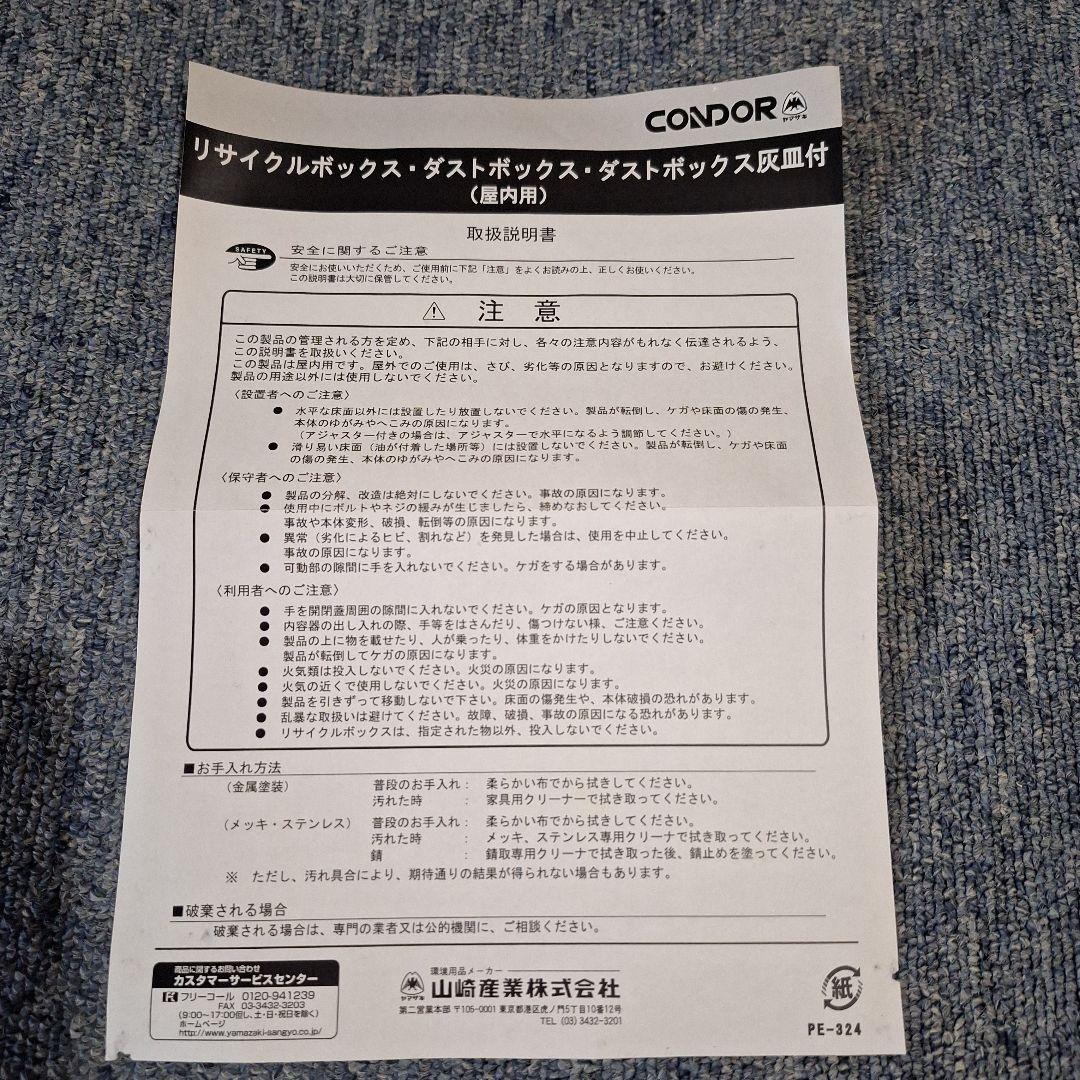 CONDOR
ヤマザキ
リサイクルボックス・ダストボックス・ダストボックス灰皿付
(屋内用)
取扱説明書
SAFETY
安全に関するご注意
安全にお使いいただくため、ご使用前に下記「注意」をよくお読みの上、正しくお使いください。
この説明書は大切に保管してください。
⚠ 注 意
この製品の管理される方を定め、下記の相手に対し、各々の注意内容がもれなく伝達されるよう、
この説明書を取扱いください。
この製品は屋内用です。屋外でのご使用は、さび、劣化等の原因となりますので、お避けください。
製品の用途以外には使用しないでください。
〈設置者へのご注意〉
● 水平な床面以外には設置したり放置しないでください。製品が転倒し、ケガや床面の傷の発生、
本体のゆがみやへこみの原因になります。
(アジャスター付きの場合は、アジャスターで水平になるよう調節してください。)
● 滑り易い床面(油が付着した場所等)には設置しないでください。製品が転倒し、ケガや床面
の傷の発生、本体のゆがみやへこみの原因になります。
〈保守者へのご注意〉
● 製品の分解、改造は絶対にしないでください。事故の原因になります。
● 使用中にボルトやネジの緩みが生じましたら、締めなおしてください。
事故や本体変形、破損、転倒等の原因になります。
● 異常(劣化によるヒビ、割れなど)を発見した場合は、使用を中止してください。
事故の原因になります。
● 可動部の隙間に手を入れないでください。ケガをする場合があります。
〈利用者へのご注意〉
● 手を開閉蓋周囲の隙間に入れないでください。ケガの原因となります。
● 内容器の出し入れの際、手等をはさんだり、傷つけない様、ご注意ください。
● 製品の上に物を載せたり、人が乗ったり、体重をかけたりしないでください。
製品が転倒してケガの原因になります。
● 火気類は投入しないでください。火災の原因になります。
● 火気の近くで使用しないでください。火災の原因になります。
● 製品を引きずって移動しないで下さい。床面の傷発生や、本体破損の恐れがあります。
● 乱暴な取扱いは避けてください。故障、破損、事故の原因になる恐れがあります。
● リサイクルボックスは、指定された物以外、投入しないでください。
■お手入れ方法
(金属塗装) 普段のお手入れ: 柔らかい布でから拭きしてください。
汚れた時 : 家具用クリーナーで拭き取ってください。
(メッキ・ステンレス) 普段のお手入れ: 柔らかい布でから拭きしてください。
汚れた時 : メッキ、ステンレス専用クリーナで拭き取ってください。
錆 : 錆取専用クリーナで拭き取った後、錆止めを塗ってください。
※ ただし、汚れ具合により、期待通りの結果が得られない場合もあります。
■破棄される場合
破棄される場合は、専門の業者又は公的機関に、ご相談ください。
商品に関するお問い合わせ
カスタマーサービスセンター
フリーコール 0120-941239
FAX 03-3432-3203
(9:00〜17:00但し、土・日・祝日を除く)
ホームページ
http://www.yamazaki-sangyo.co.jp/
環境用品メーカー
ヤマザキ
山崎産業株式会社
第二営業本部 〒105-0001 東京都港区虎ノ門5丁目10番12号
TEL (03) 3432-3201
紙
PE-324